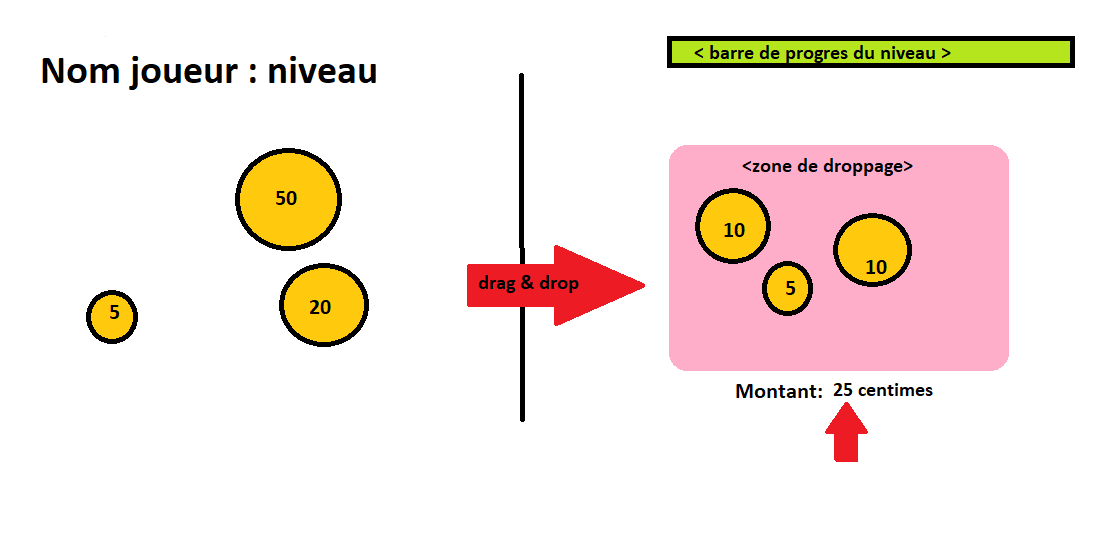 Nom joueur : niveau
< barre de progres du niveau >
<zone de droppage>
50
10
10
5
20
5
drag & drop
Montant: 25 centimes